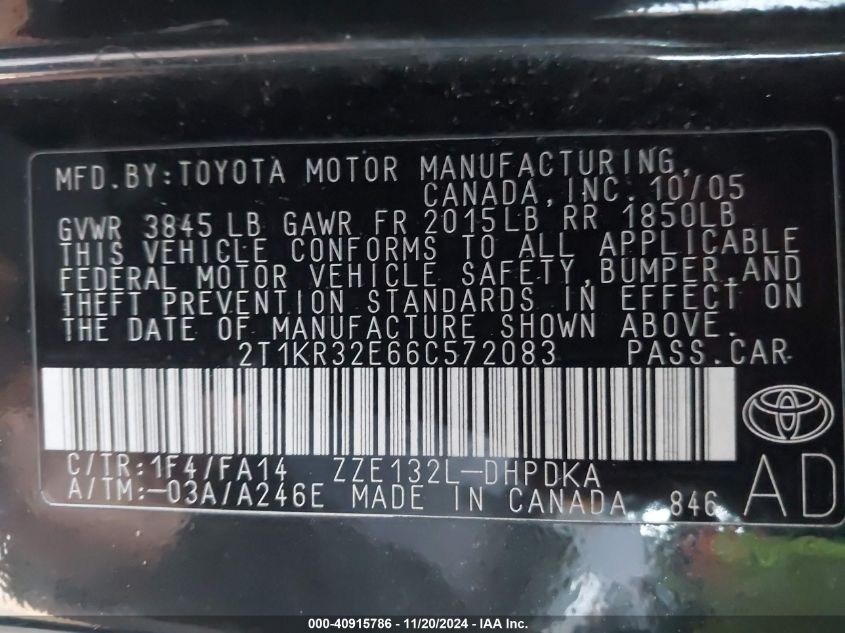 MFD.BY:TOYOTA MOTOR MANUFACTURING,
CANADA,INC. 10/05
GVWR 3845 LB GAWR FR 2015LB RR 1850LB
THIS VEHICLE CONFORMS TO ALL APPLICABLE
FEDERAL MOTOR VEHICLE SAFETY,BUMPER,AND
THEFT PREVENTION STANDARDS IN EFFECT ON
THE DATE OF MANUFACTURE SHOWN ABOVE.
2T1KR32E66C572083 PASS.CAR
C/TR:1F4/FA14 ZZE132L-DHPDKA
A/TM:-03A/A246E MADE IN CANADA 846
AD
000-40915786 - 11/20/2024 - IAA Inc.